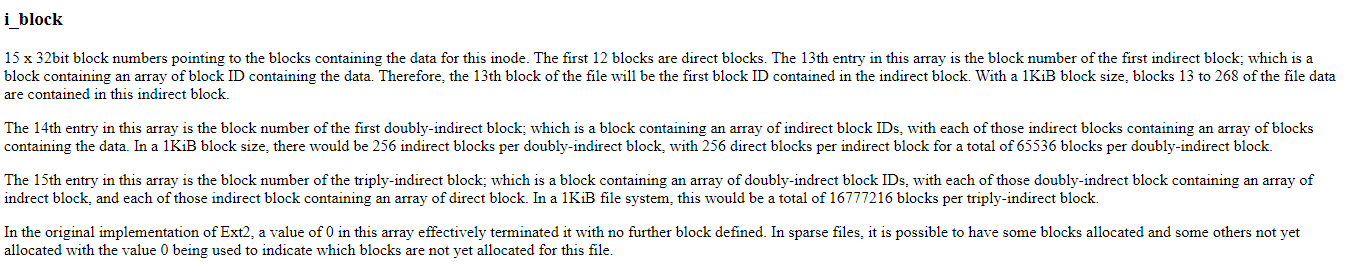 i_block
15 x 32bit block numbers pointing to the blocks containing the data for this inode. The first 12 blocks are direct blocks. The 13th entry in this array is the block number of the first indirect block; which is a
block containing an array of block ID containing the data. Therefore, the 13th block of the file will be the first block ID contained in the indirect block. With a 1KiB block size, blocks 13 to 268 of the file data
are contained in this indirect block.
The 14th entry in this array is the block number of the first doubly-indirect block; which is a block containing an array of indirect block IDs, with each of those indirect blocks containing an array of blocks
containing the data. In a 1KiB block size, there would be 256 indirect blocks per doubly-indirect block, with 256 direct blocks per indirect block for a total of 65536 blocks per doubly-indirect block.
The 15th entry in this array is the block number of the triply-indirect block; which is a block containing an array of doubly-indrect block IDs, with each of those doubly-indrect block containing an array of
indrect block, and each of those indirect block containing an array of direct block. In a 1KiB file system, this would be a total of 16777216 blocks per triply-indirect block.
In the original implementation of Ext2, a value of 0 in this array effectively terminated it with no further block defined. In sparse files, it is possible to have some blocks allocated and some others not yet
allocated with the value 0 being used to indicate which blocks are not yet allocated for this file.